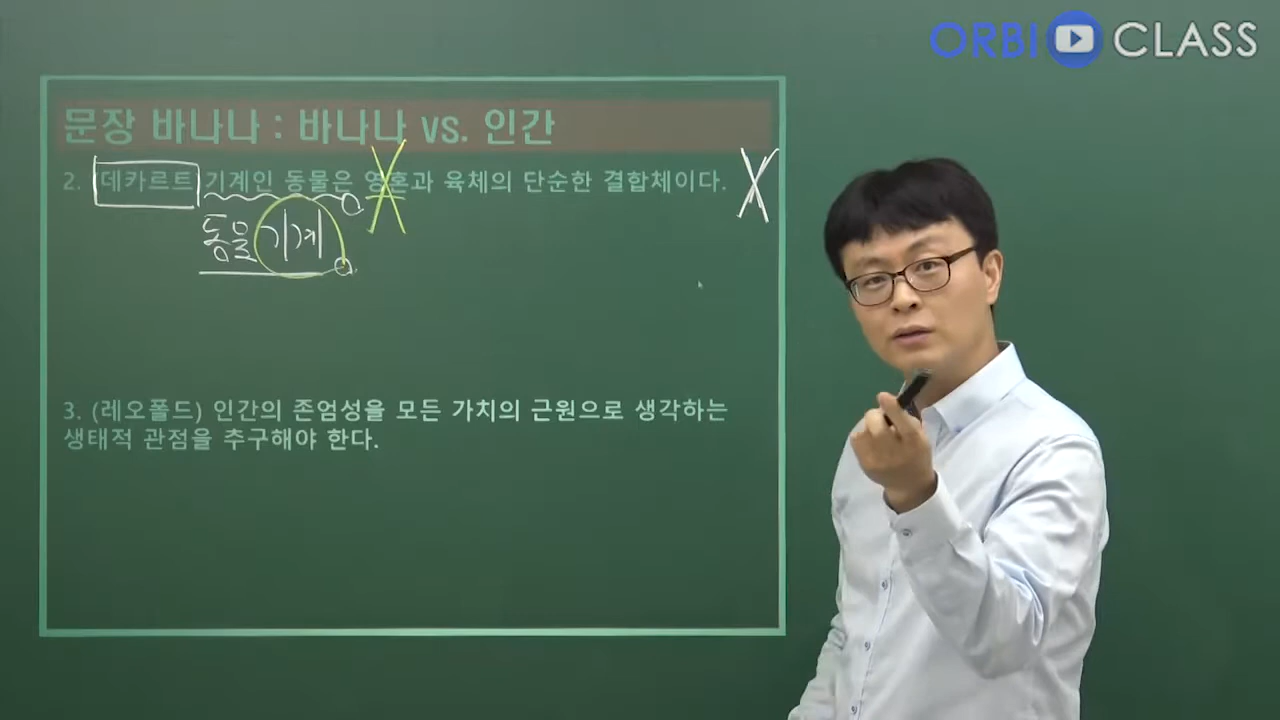 ORBI CLASS
문장 바나나 : 바나나 vs. 인간
2. (데카르트) 기계인 동물은 영혼과 육체의 단순한 결합체이다. X
동물기계
3. (레오폴드) 인간의 존엄성을 모든 가치의 근원으로 생각하는
생태적 관점을 추구해야 한다.